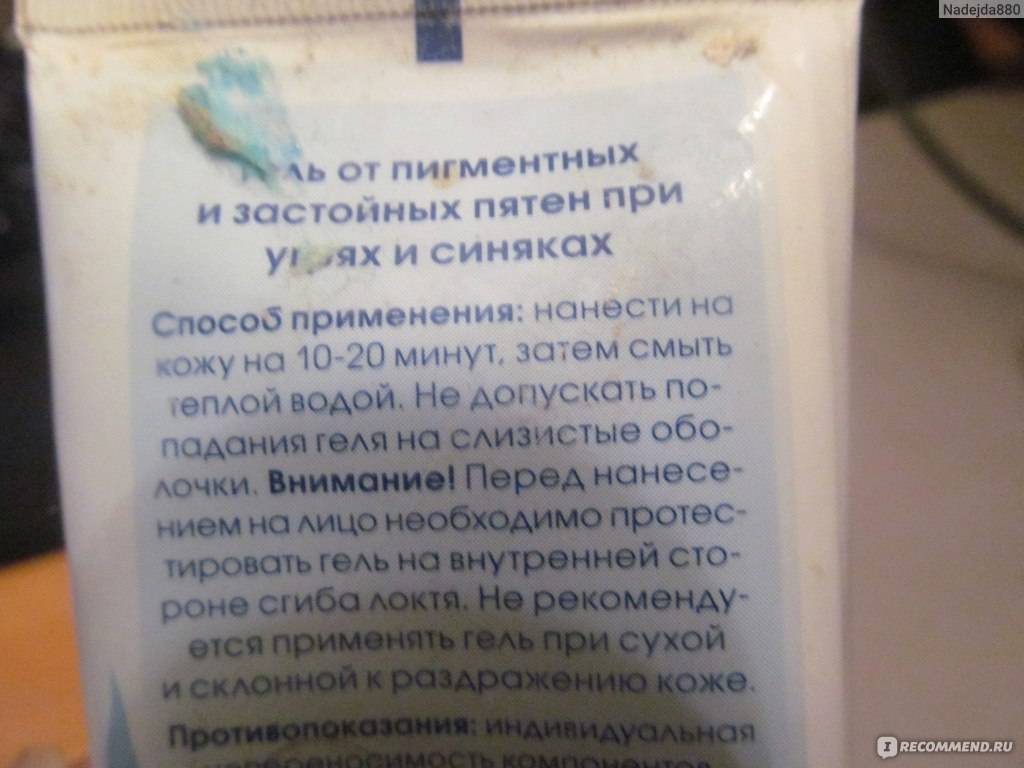 Nadejda880
от пигментных
и застойных пятен при
и синяках
Способ применения: нанести на
кожу на 10-20 минут, затем смыть
теплой водой. Не допускать по-
падания геля на слизистые обо-
лочки. Внимание! Перед нанесе-
нием на лицо необходимо протес-
тировать гель на внутренней сто-
роне сгиба локтя. Не рекоменду-
ется применять гель при сухой
и склонной к раздражению коже.
Противопоказания: индивидуальная
компонентов
I RECOMMEND.RU